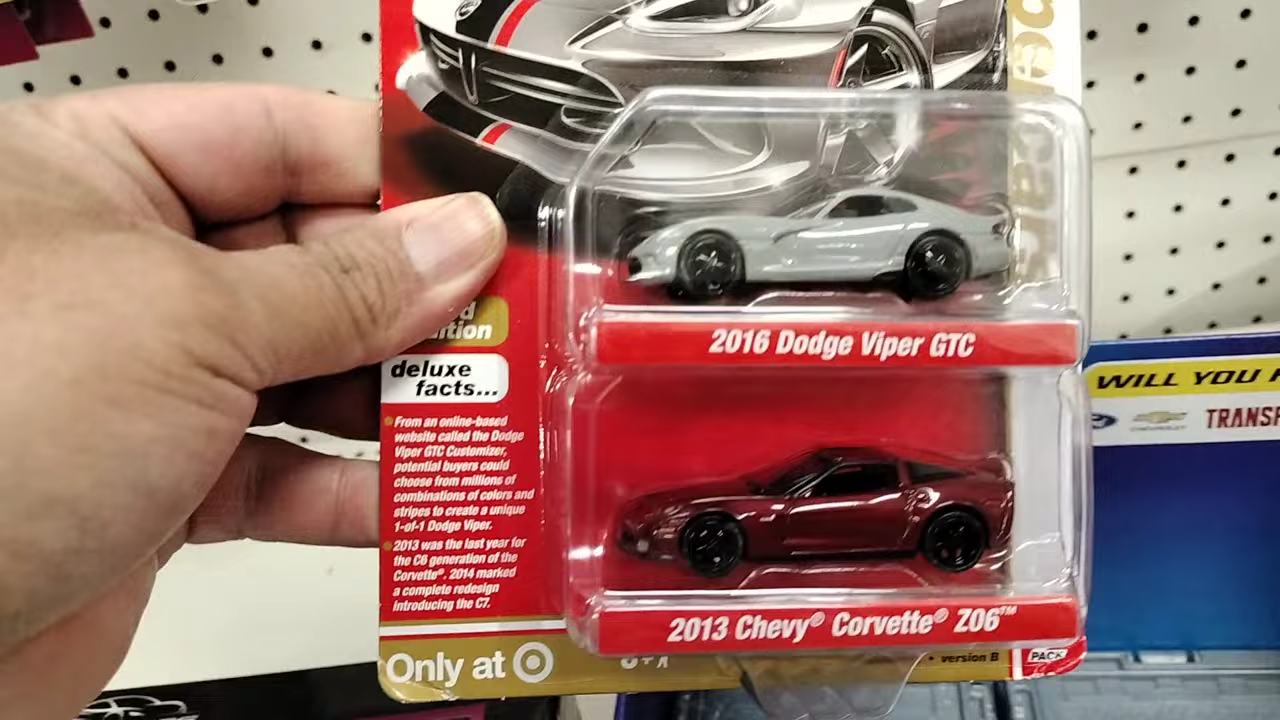 2016 Dodge Viper GTC
deluxe
facts...
From an online-based
website called the Dodge
Viper GTC Customizer,
potential buyers could
choose from millions of
combinations of colors and
stripes to create a unique
1-of-1 Dodge Viper.
2013 was the last year for
the C6 generation of the
Corvette®. 2014 marked
a complete redesign
introducing the C7.
2013 Chevy® Corvette® Z06™
Only at
• version B
PACK
WILL YOU
CHEVROLET